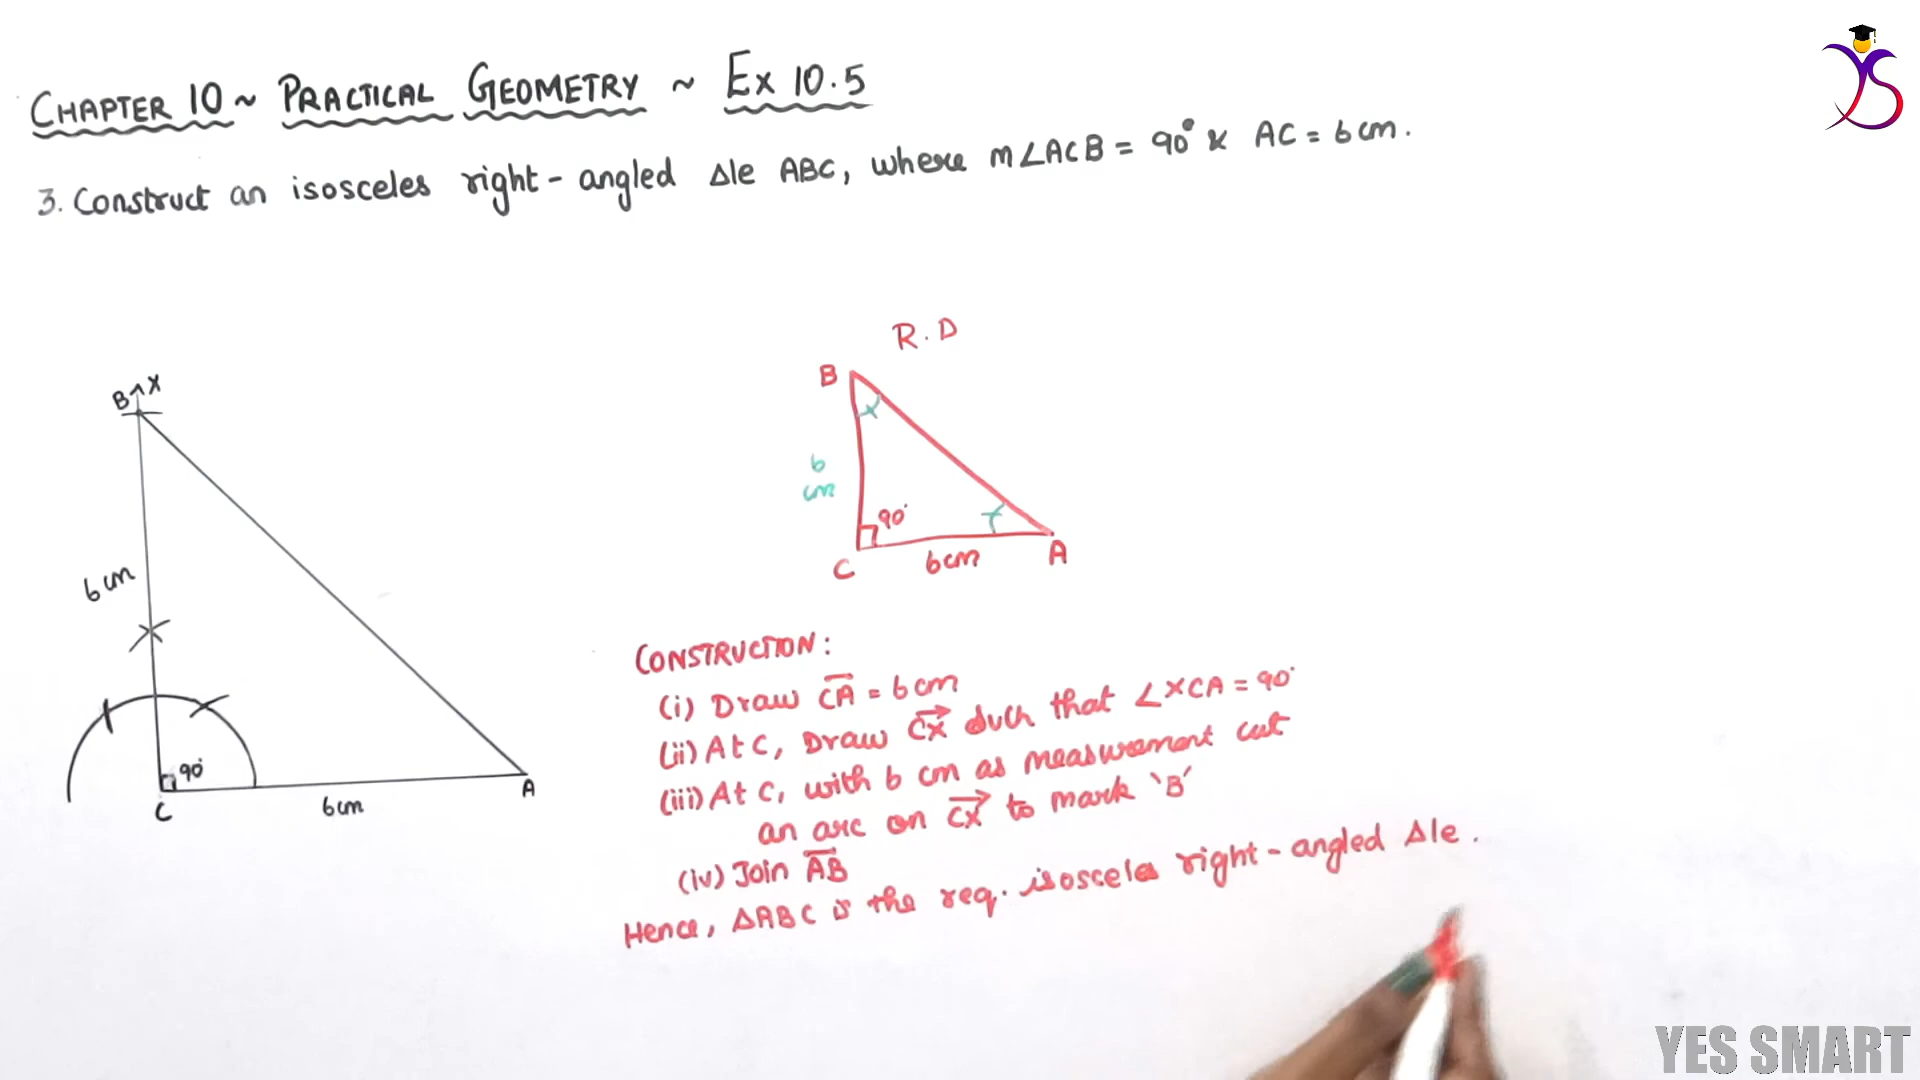 CHAPTER 10 ~ PRACTICAL GEOMETRY ~ Ex 10.5
3. Construct an isosceles right-angled Δle ABC, where m∠ACB = 90° & AC = 6cm.
R.D
B
6
cm
90°
C
6cm
A
B
X
6cm
90°
C
6cm
A
CONSTRUCTION:
(i) Draw C̅A̅ = 6cm
(ii) At C, Draw CX⃗ such that ∠XCA = 90°
(iii) At C, with 6 cm as measurement cut
an arc on CX⃗ to mark 'B'
(iv) Join A̅B̅
Hence, ΔABC is the req. isosceles right-angled Δle.
YS
YES SMART